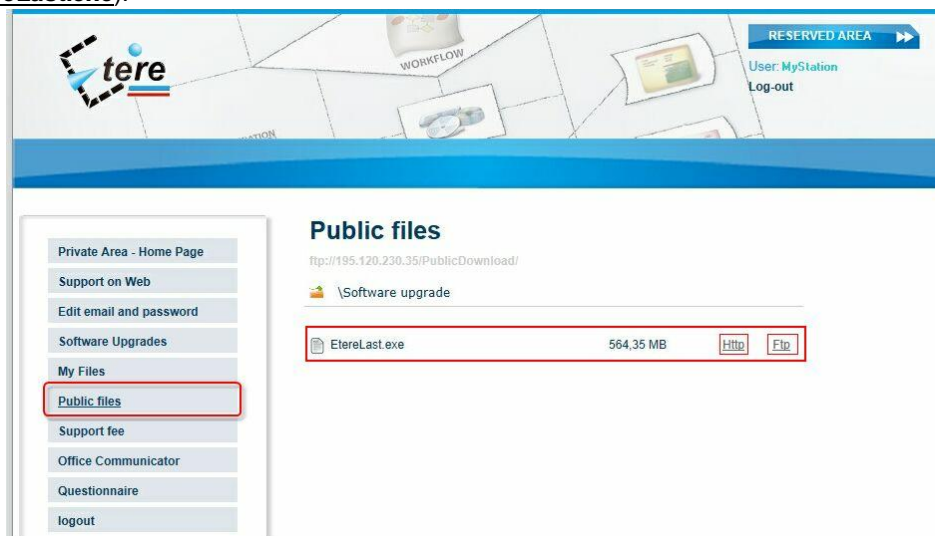 tere
WORKFLOW
RESERVED AREA
User: MyStation
Log-out
Public files
ftp://195.120.230.35/PublicDownload/
\Software upgrade
EtereLast.exe 564,35 MB Http Ftp
Private Area - Home Page
Support on Web
Edit email and password
Software Upgrades
My Files
Public files
Support fee
Office Communicator
Questionnaire
logout